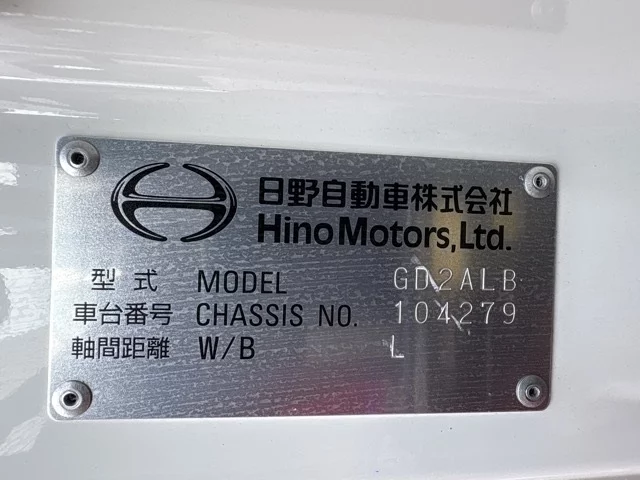 日野自動車株式会社
Hino Motors, Ltd.
型式 MODEL GD2ALB
車台番号 CHASSIS NO. 104279
軸間距離 W/B L